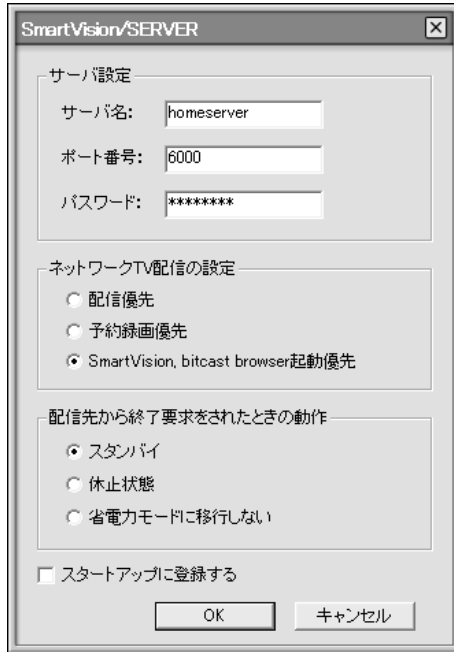 SmartVision/SERVER
サーバ設定
サーバ名: homeserver
ポート番号: 6000
パスワード: ********
ネットワークTV配信の設定
配信優先
予約録画優先
SmartVision, bitcast browser起動優先
配信先から終了要求をされたときの動作
スタンバイ
休止状態
省電力モードに移行しない
スタートアップに登録する
OK キャンセル